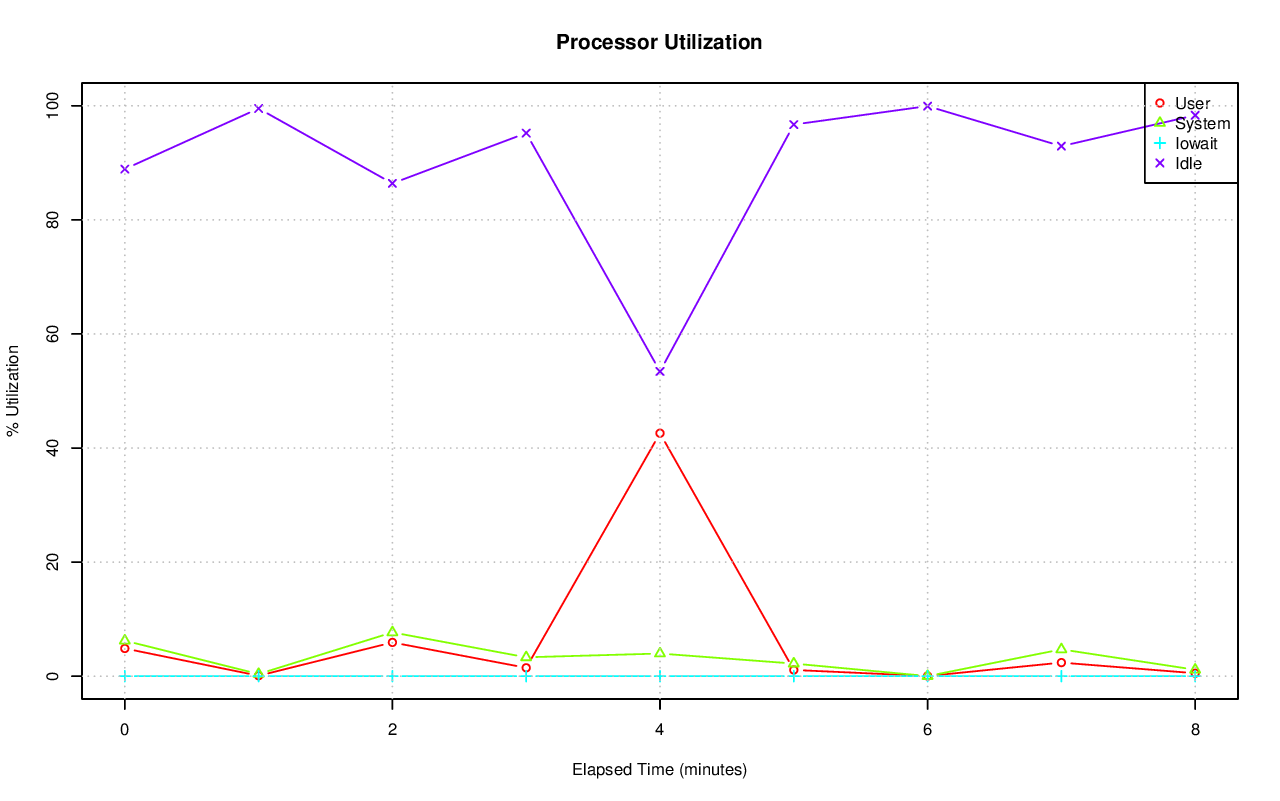 Processor Utilization
100
80
60
40
20
0
% Utilization
User
System
Iowait
Idle
0 2 4 6 8
Elapsed Time (minutes)